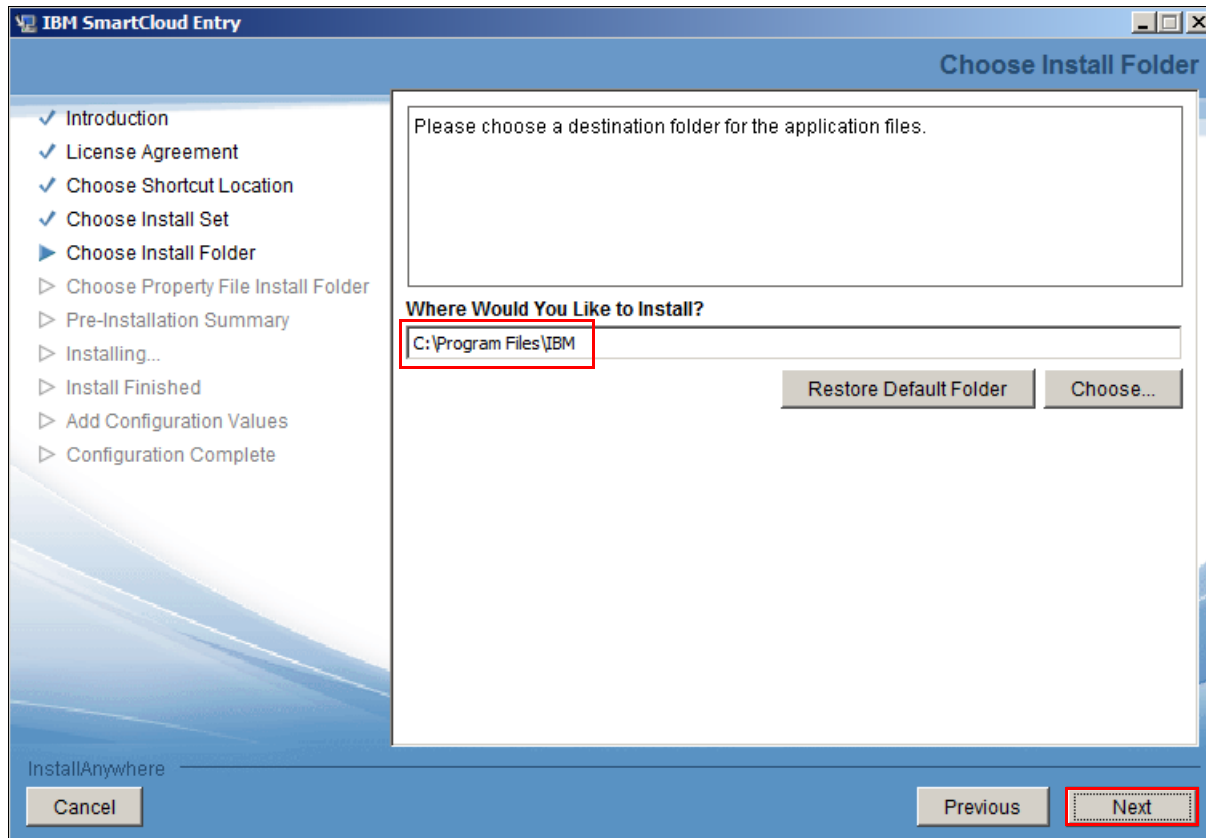 IBM SmartCloud Entry
Choose Install Folder
Introduction
License Agreement
Choose Shortcut Location
Choose Install Set
Choose Install Folder
Choose Property File Install Folder
Pre-Installation Summary
Installing...
Install Finished
Add Configuration Values
Configuration Complete
Please choose a destination folder for the application files.
Where Would You Like to Install?
C:\Program Files\IBM
Restore Default Folder
Choose...
InstallAnywhere
Cancel
Previous
Next